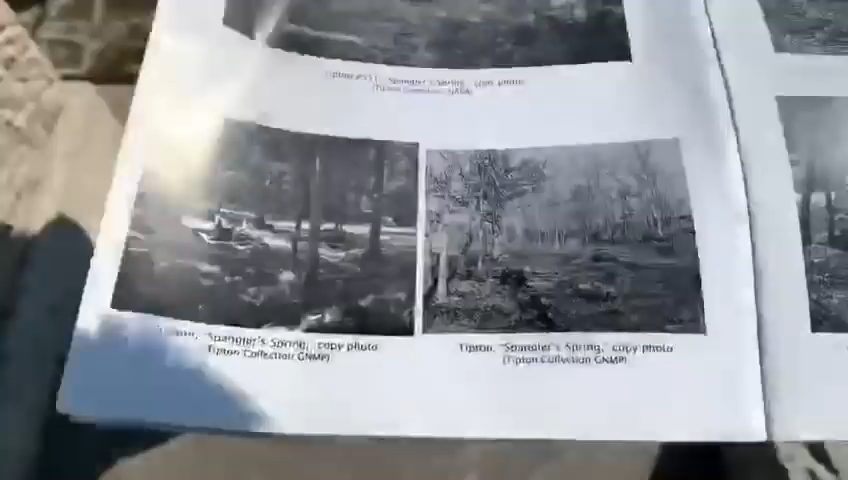 Tipton #531, "Spangler's Spring," copy photo
(Tipton Collection GNMP)
"Spangler's Spring," copy photo
Tipton Collection GNMP)
Tipton, "Spangler's Spring," copy photo
(Tipton Collection GNMP)